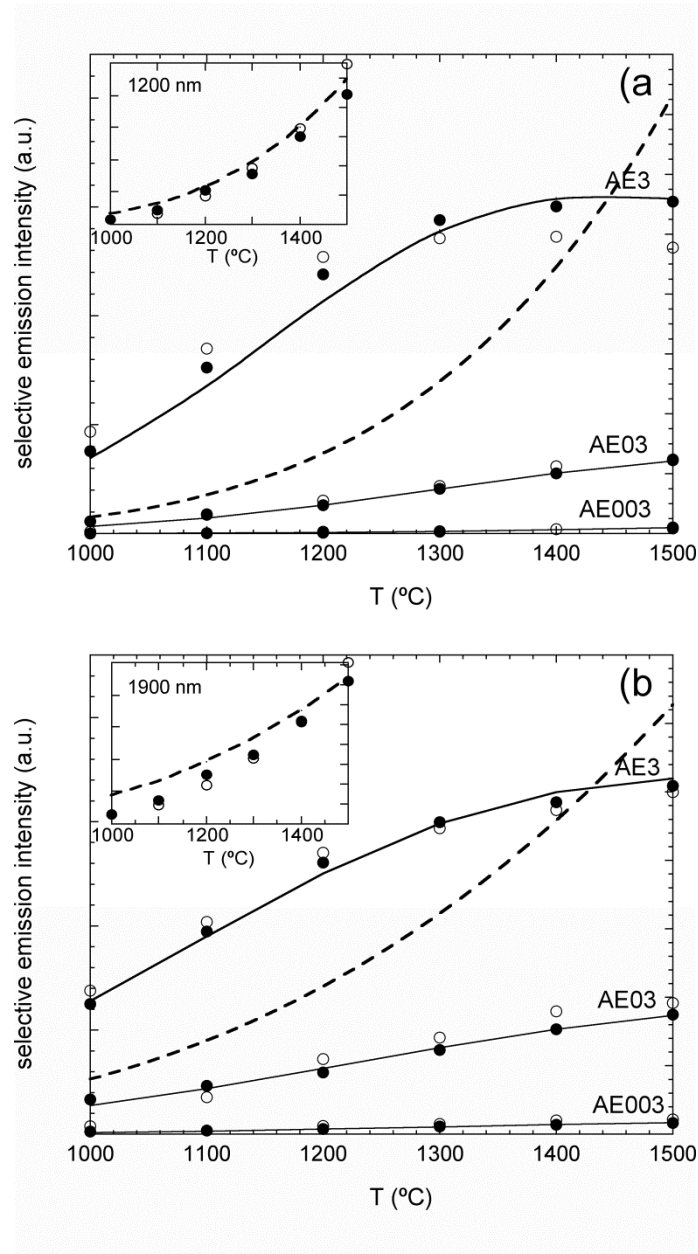 (a
1200 nm
1000 1200 1400
T (ºC)
AE3
AE03
AE003
selective emission intensity (a.u.)
1000 1100 1200 1300 1400 1500
T (ºC)
(b
1900 nm
1000 1200 1400
T (ºC)
AE3
AE03
AE003
selective emission intensity (a.u.)
1000 1100 1200 1300 1400 1500
T (ºC)